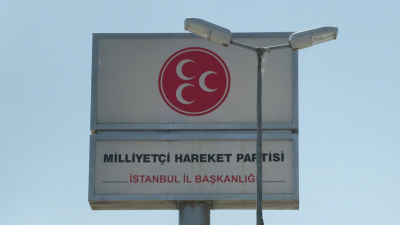 MİLLİYETÇİ HAREKET PARTİSİ
İSTANBUL İL BAŞKANLIĞI